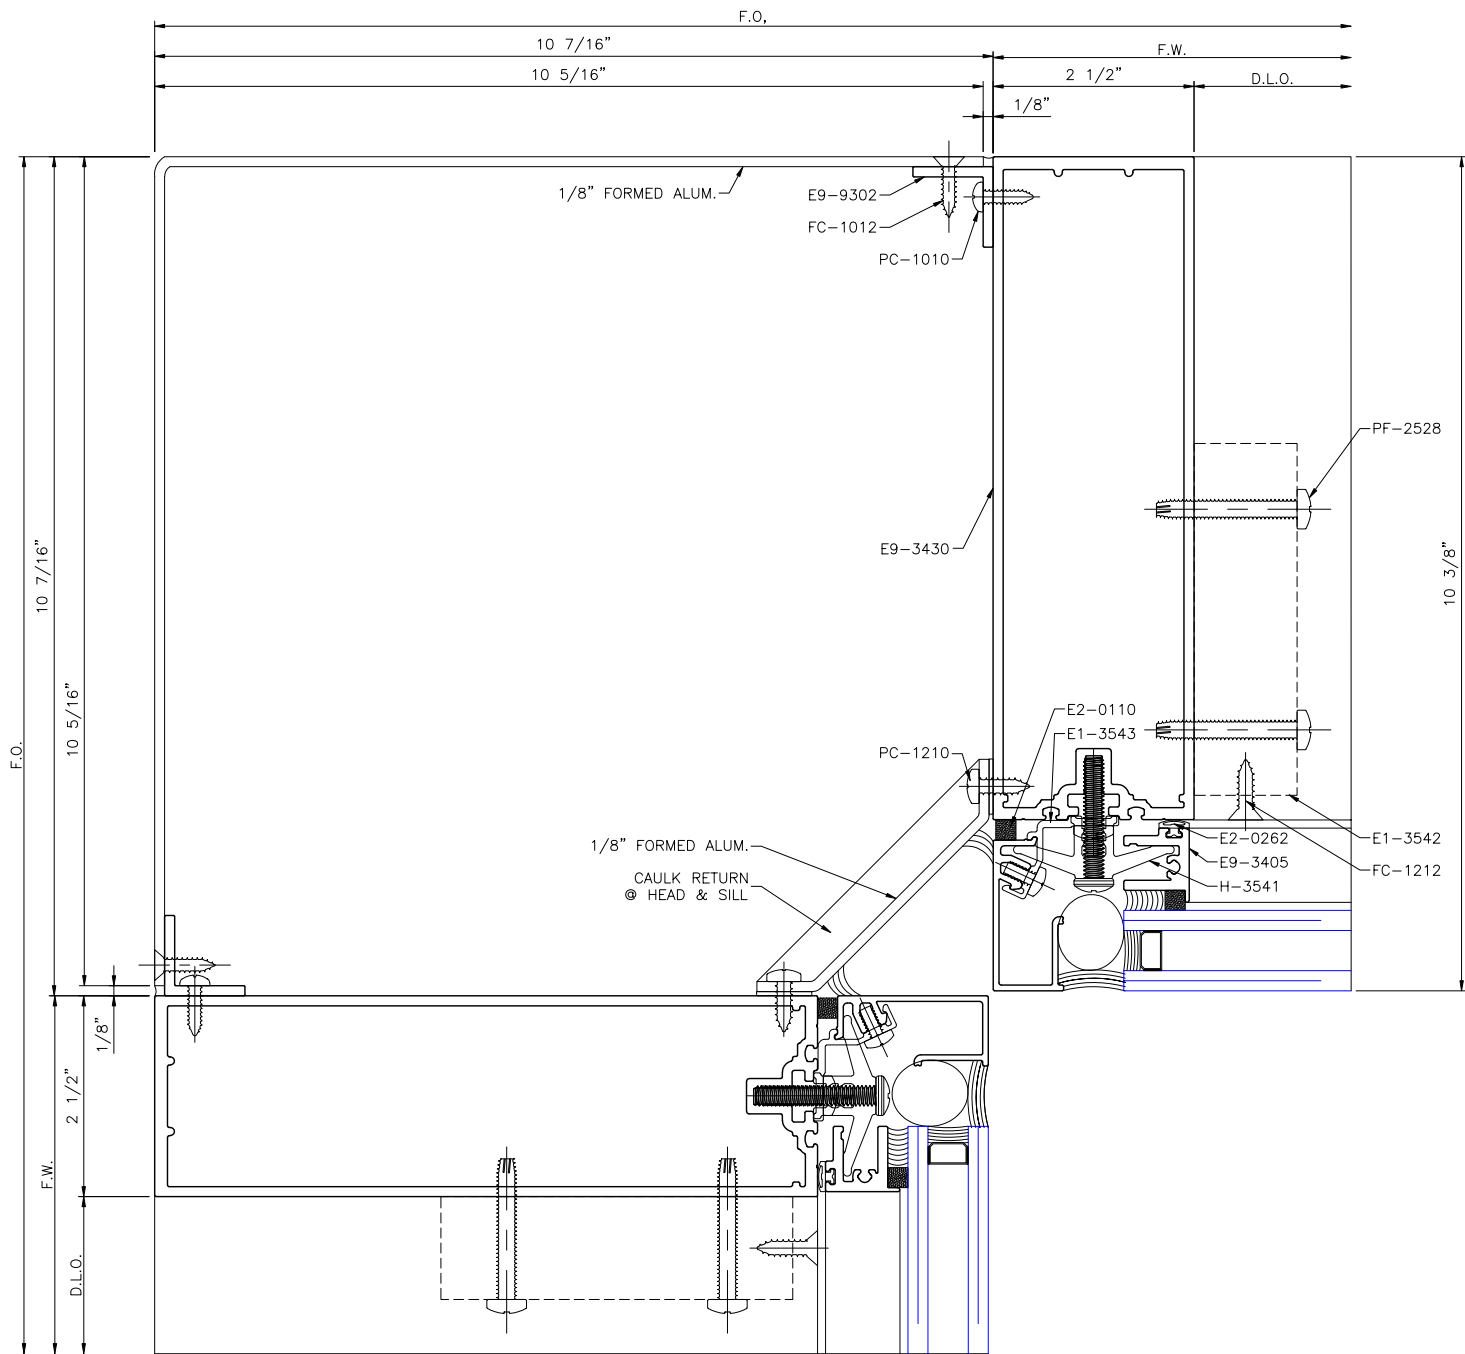 F.O,
10 7/16"
F.W.
10 5/16"
2 1/2"
D.L.O.
1/8"
1/8" FORMED ALUM.
E9-9302
FC-1012
PC-1010
PF-2528
E9-3430
10 3/8"
10 7/16"
10 5/16"
F.O.
E2-0110
E1-3543
PC-1210
1/8" FORMED ALUM.
CAULK RETURN
@ HEAD & SILL
E2-0262
E9-3405
H-3541
E1-3542
FC-1212
1/8"
2 1/2"
F.W.
D.L.O.